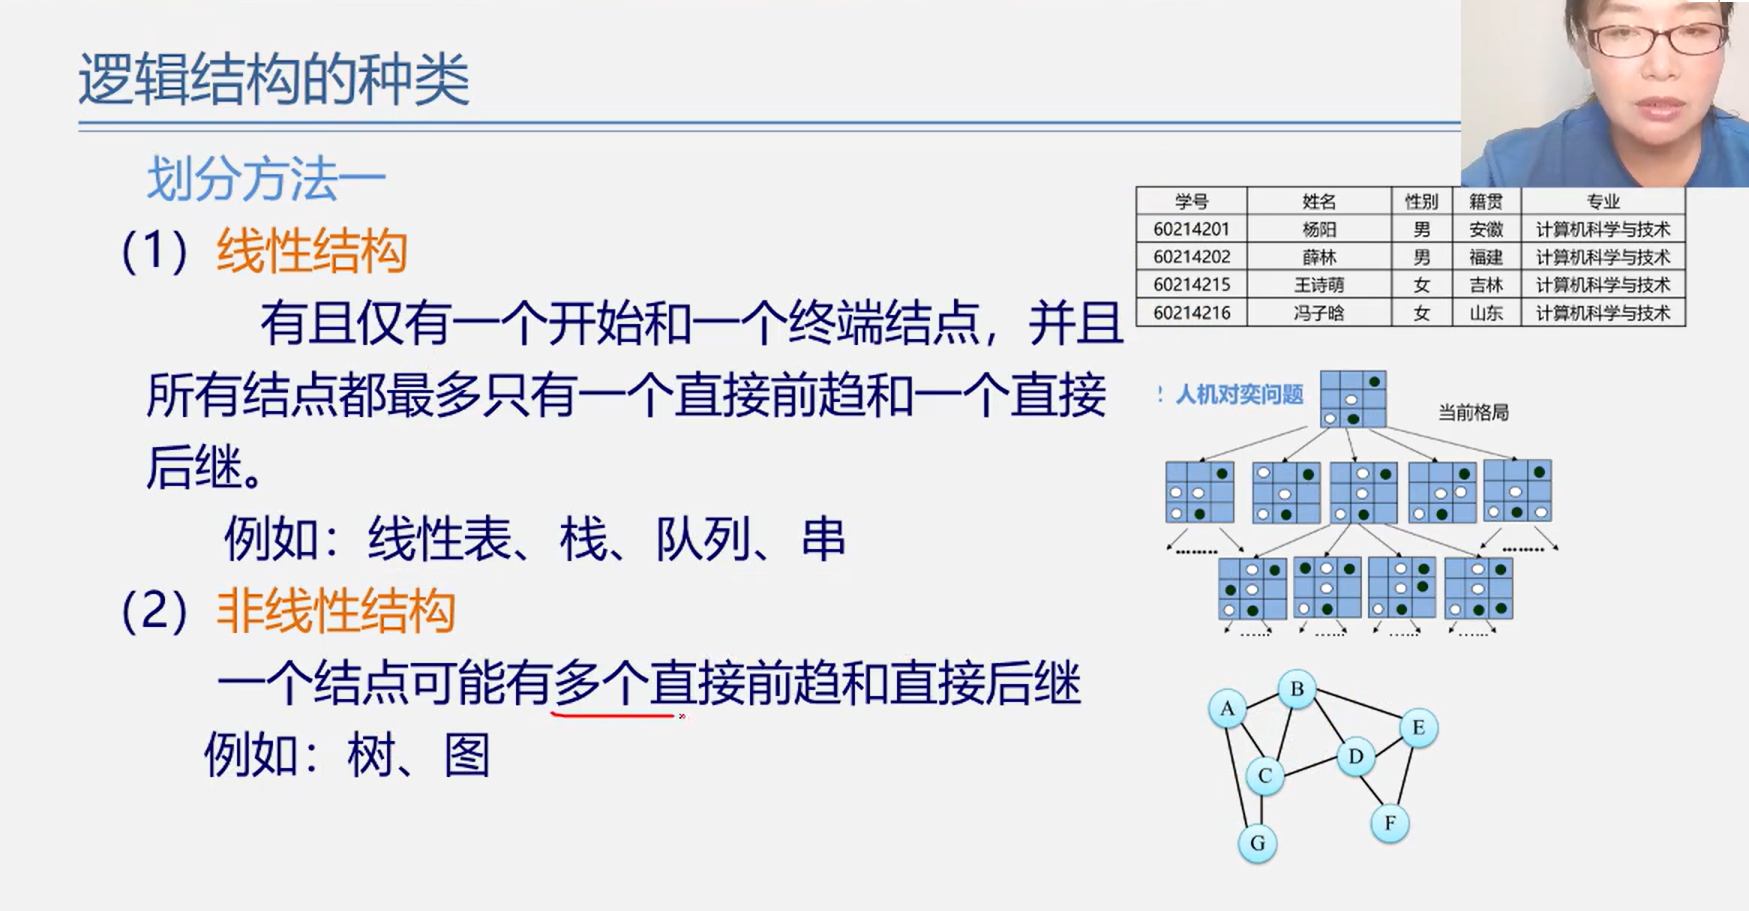 逻辑结构的种类
划分方法一
（1）线性结构
有且仅有一个开始和一个终端结点，并且
所有结点都最多只有一个直接前趋和一个直接
后继。
例如：线性表、栈、队列、串
（2）非线性结构
一个结点可能有多个直接前趋和直接后继
例如：树、图
学号 姓名 性别 籍贯 专业
60214201 杨阳 男 安徽 计算机科学与技术
60214202 薛林 男 福建 计算机科学与技术
60214215 王诗萌 女 吉林 计算机科学与技术
60214216 冯子晗 女 山东 计算机科学与技术
人机对奕问题
当前格局
········ ········
······ ······ ······ ······
A B E
C D
G F